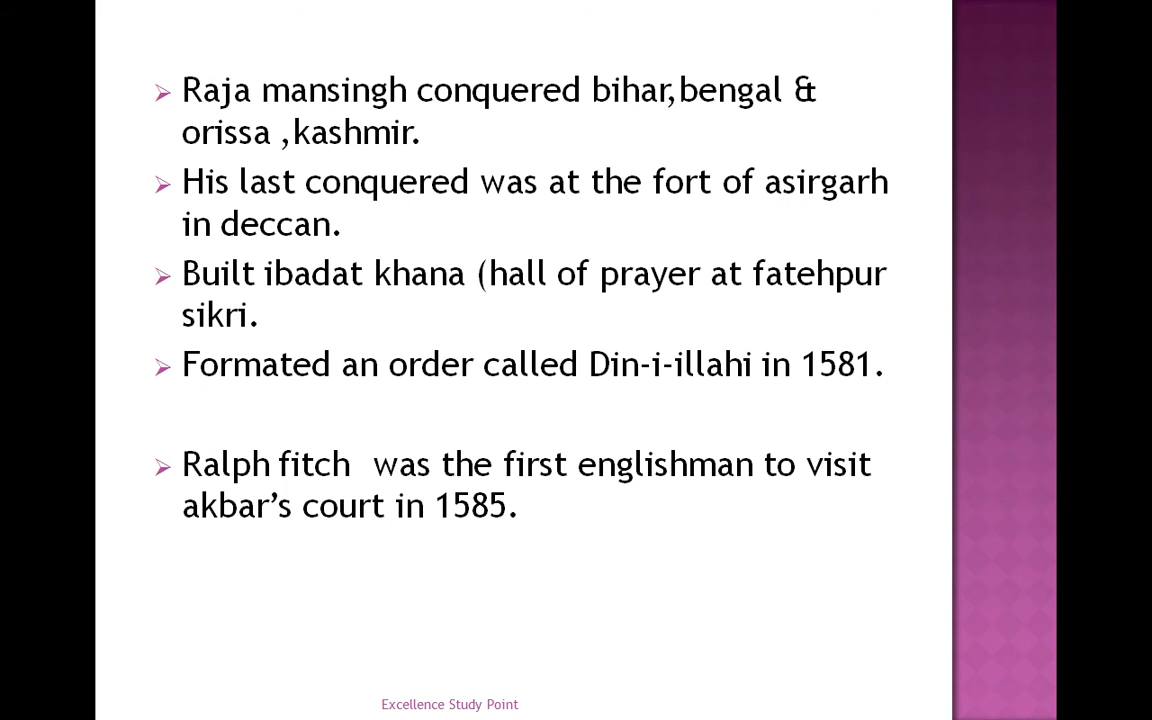 Raja mansingh conquered bihar,bengal &
orissa ,kashmir.
His last conquered was at the fort of asirgarh
in deccan.
Built ibadat khana (hall of prayer at fatehpur
sikri.
Formated an order called Din-i-illahi in 1581.
Ralph fitch was the first englishman to visit
akbar’s court in 1585.
Excellence Study Point